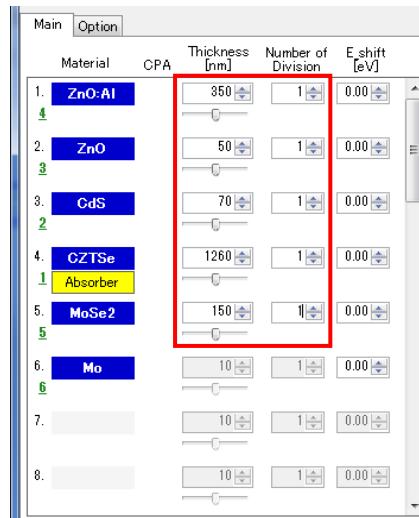 Main Option
Material CPA Thickness [nm] Number of Division E shift [eV]
1. ZnO:Al 350 1 0.00
4
2. ZnO 50 1 0.00
3
3. CdS 70 1 0.00
2
4. CZTSe 1260 1 0.00
1 Absorber
5. MoSe2 150 1 0.00
5
6. Mo 10 1 0.00
6
7. 10 1 0.00
8. 10 1 0.00